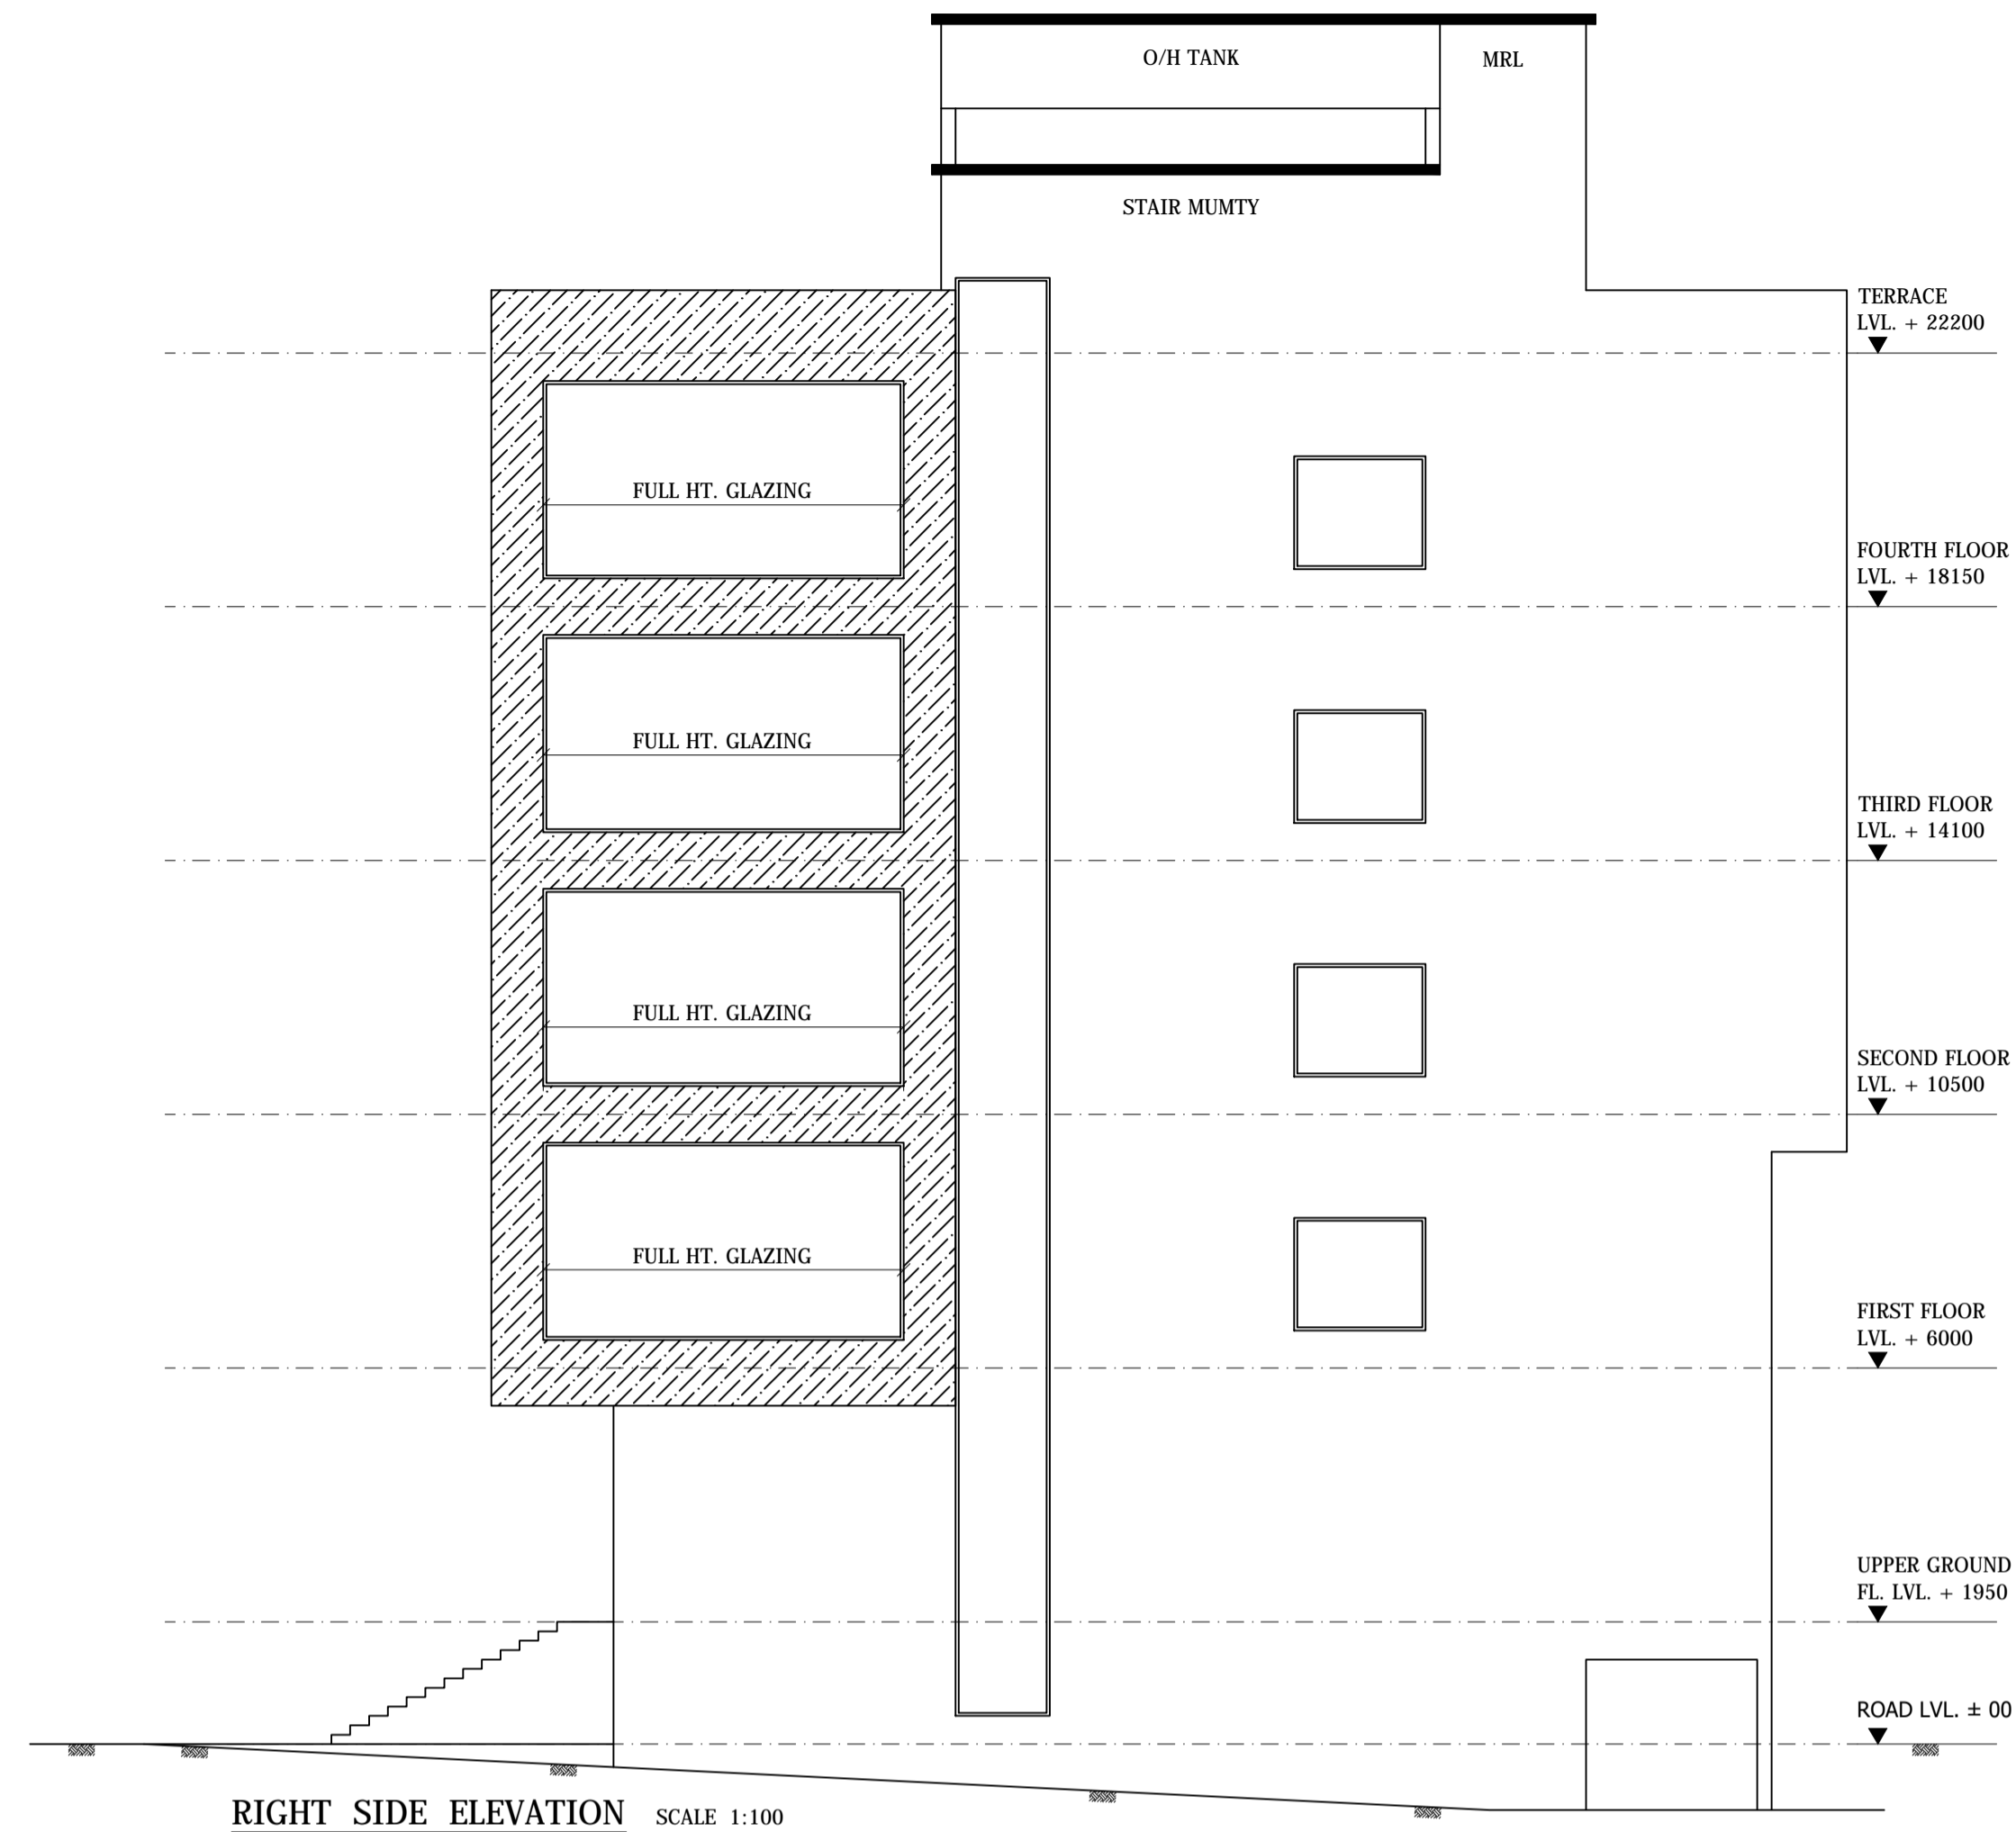 O/H TANK
MRL
STAIR MUMTY
TERRACE
LVL. + 22200
FULL HT. GLAZING
FOURTH FLOOR
LVL. + 18150
FULL HT. GLAZING
THIRD FLOOR
LVL. + 14100
FULL HT. GLAZING
SECOND FLOOR
LVL. + 10500
FULL HT. GLAZING
FIRST FLOOR
LVL. + 6000
UPPER GROUND
FL. LVL. + 1950
ROAD LVL. ± 00
RIGHT SIDE ELEVATION SCALE 1:100